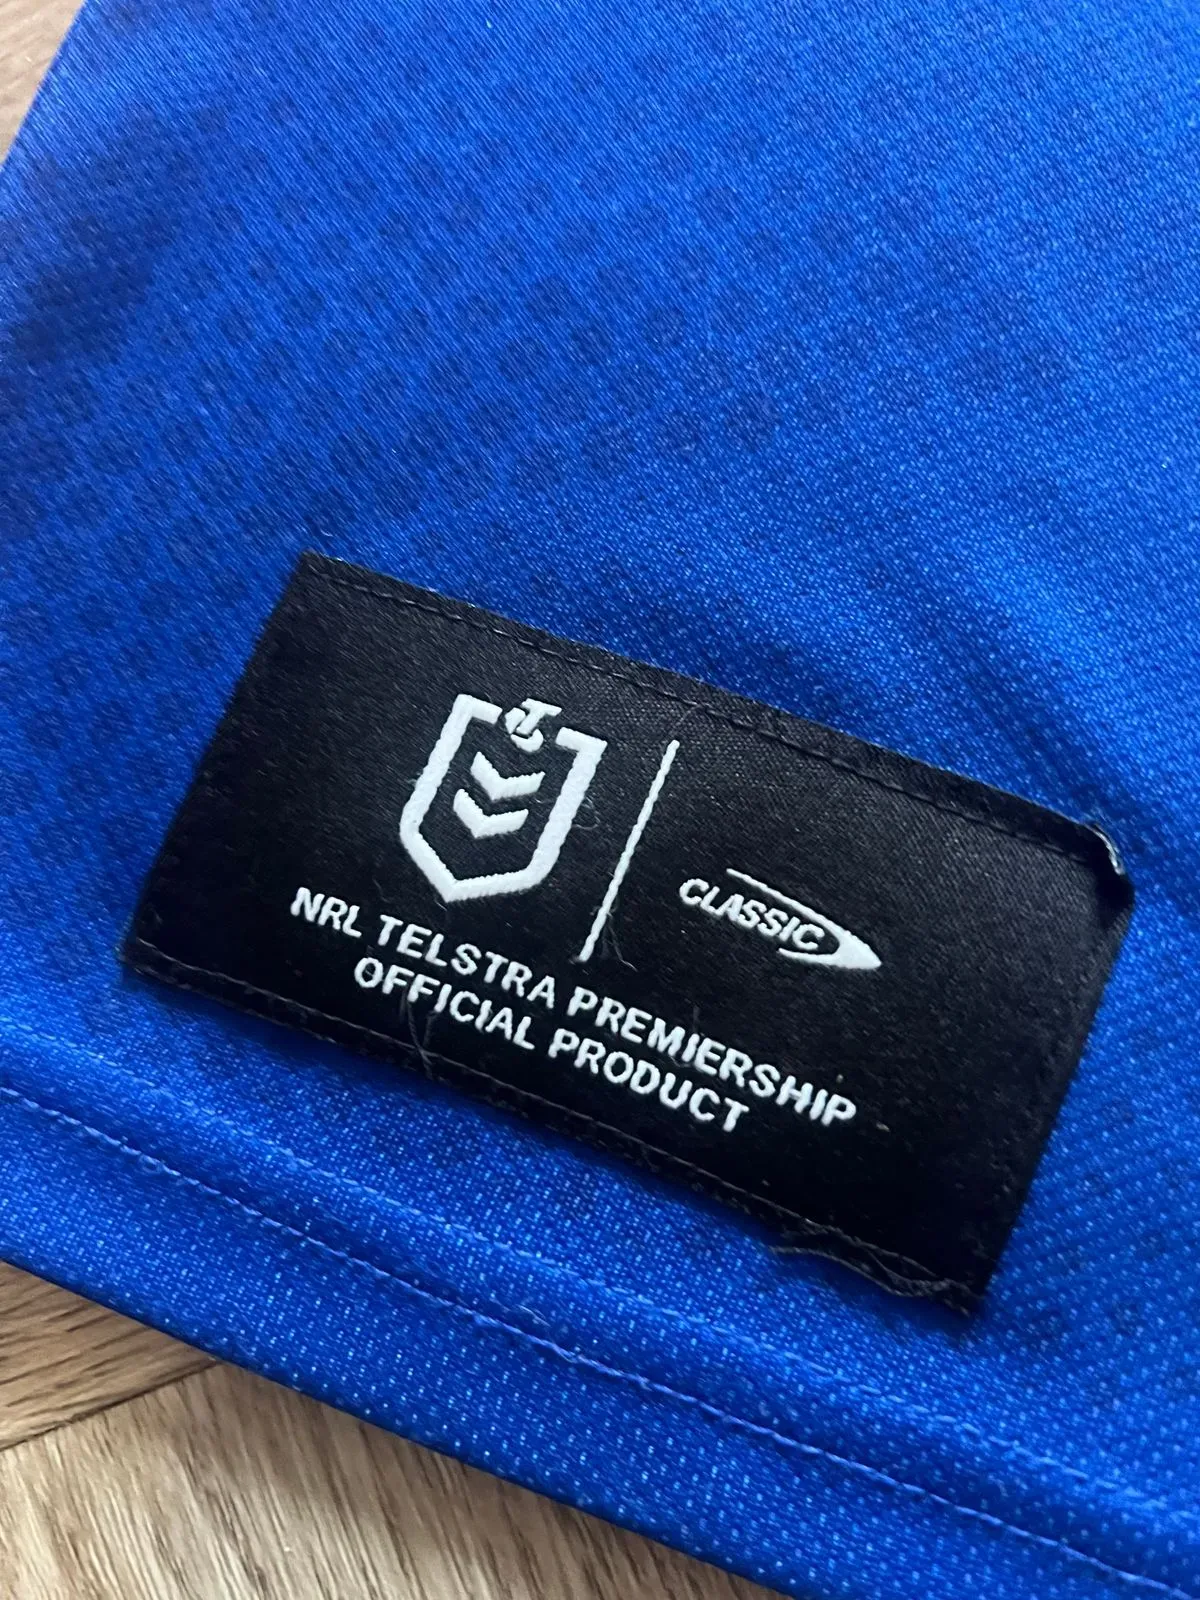 CLASSIC
NRL TELSTRA PREMIERSHIP
OFFICIAL PRODUCT